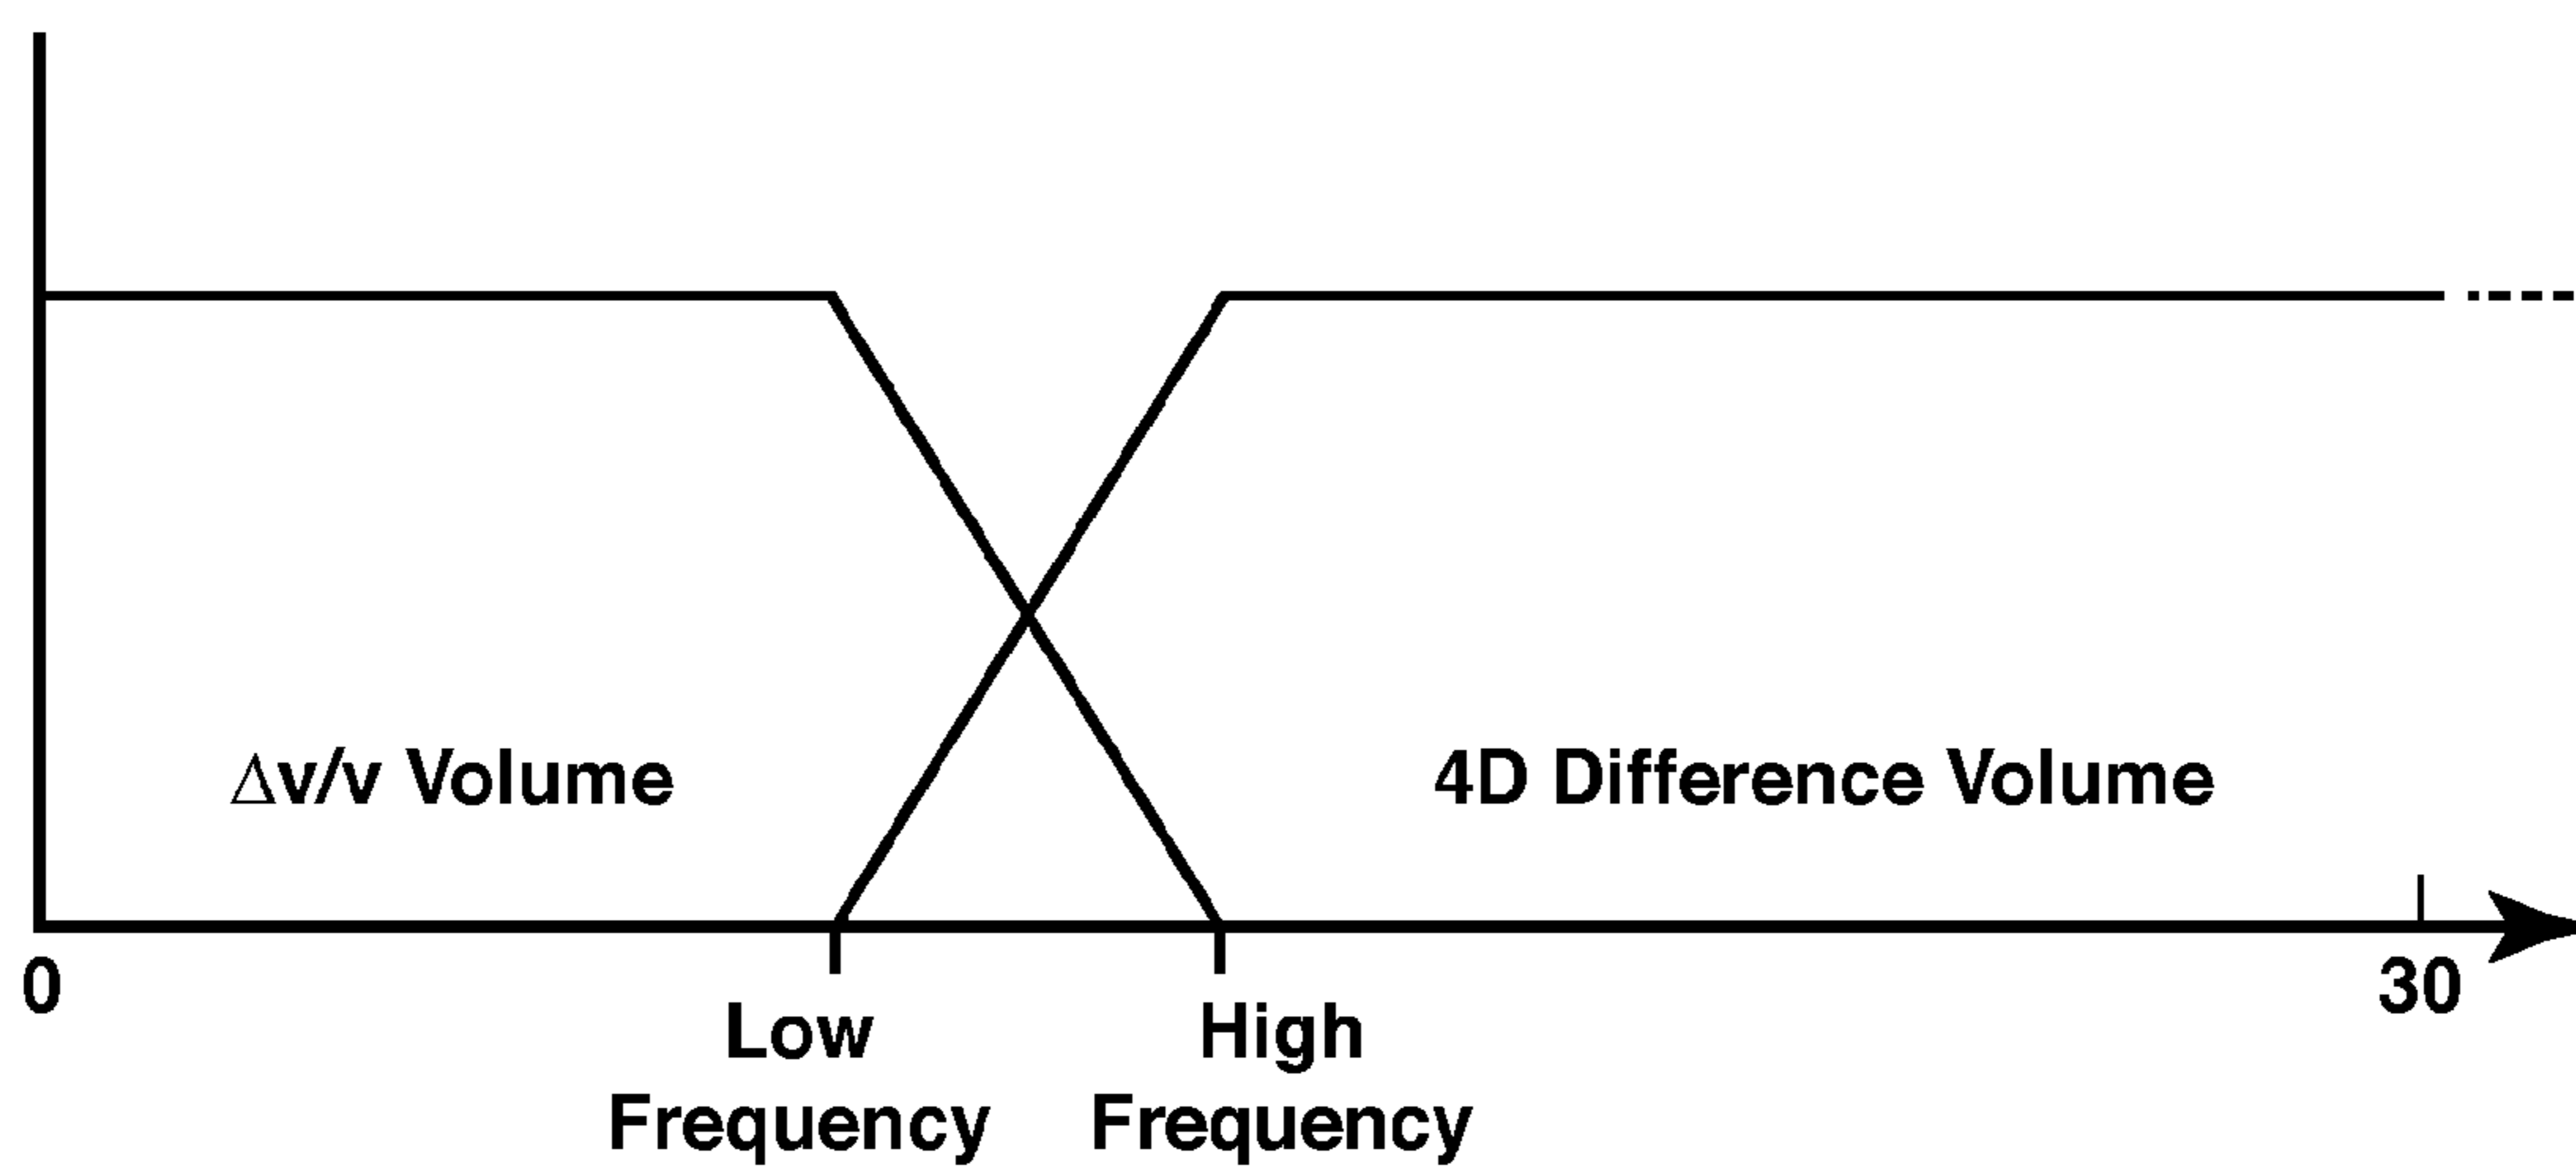 Δv/v Volume
4D Difference Volume
0
30
Low
Frequency
High
Frequency